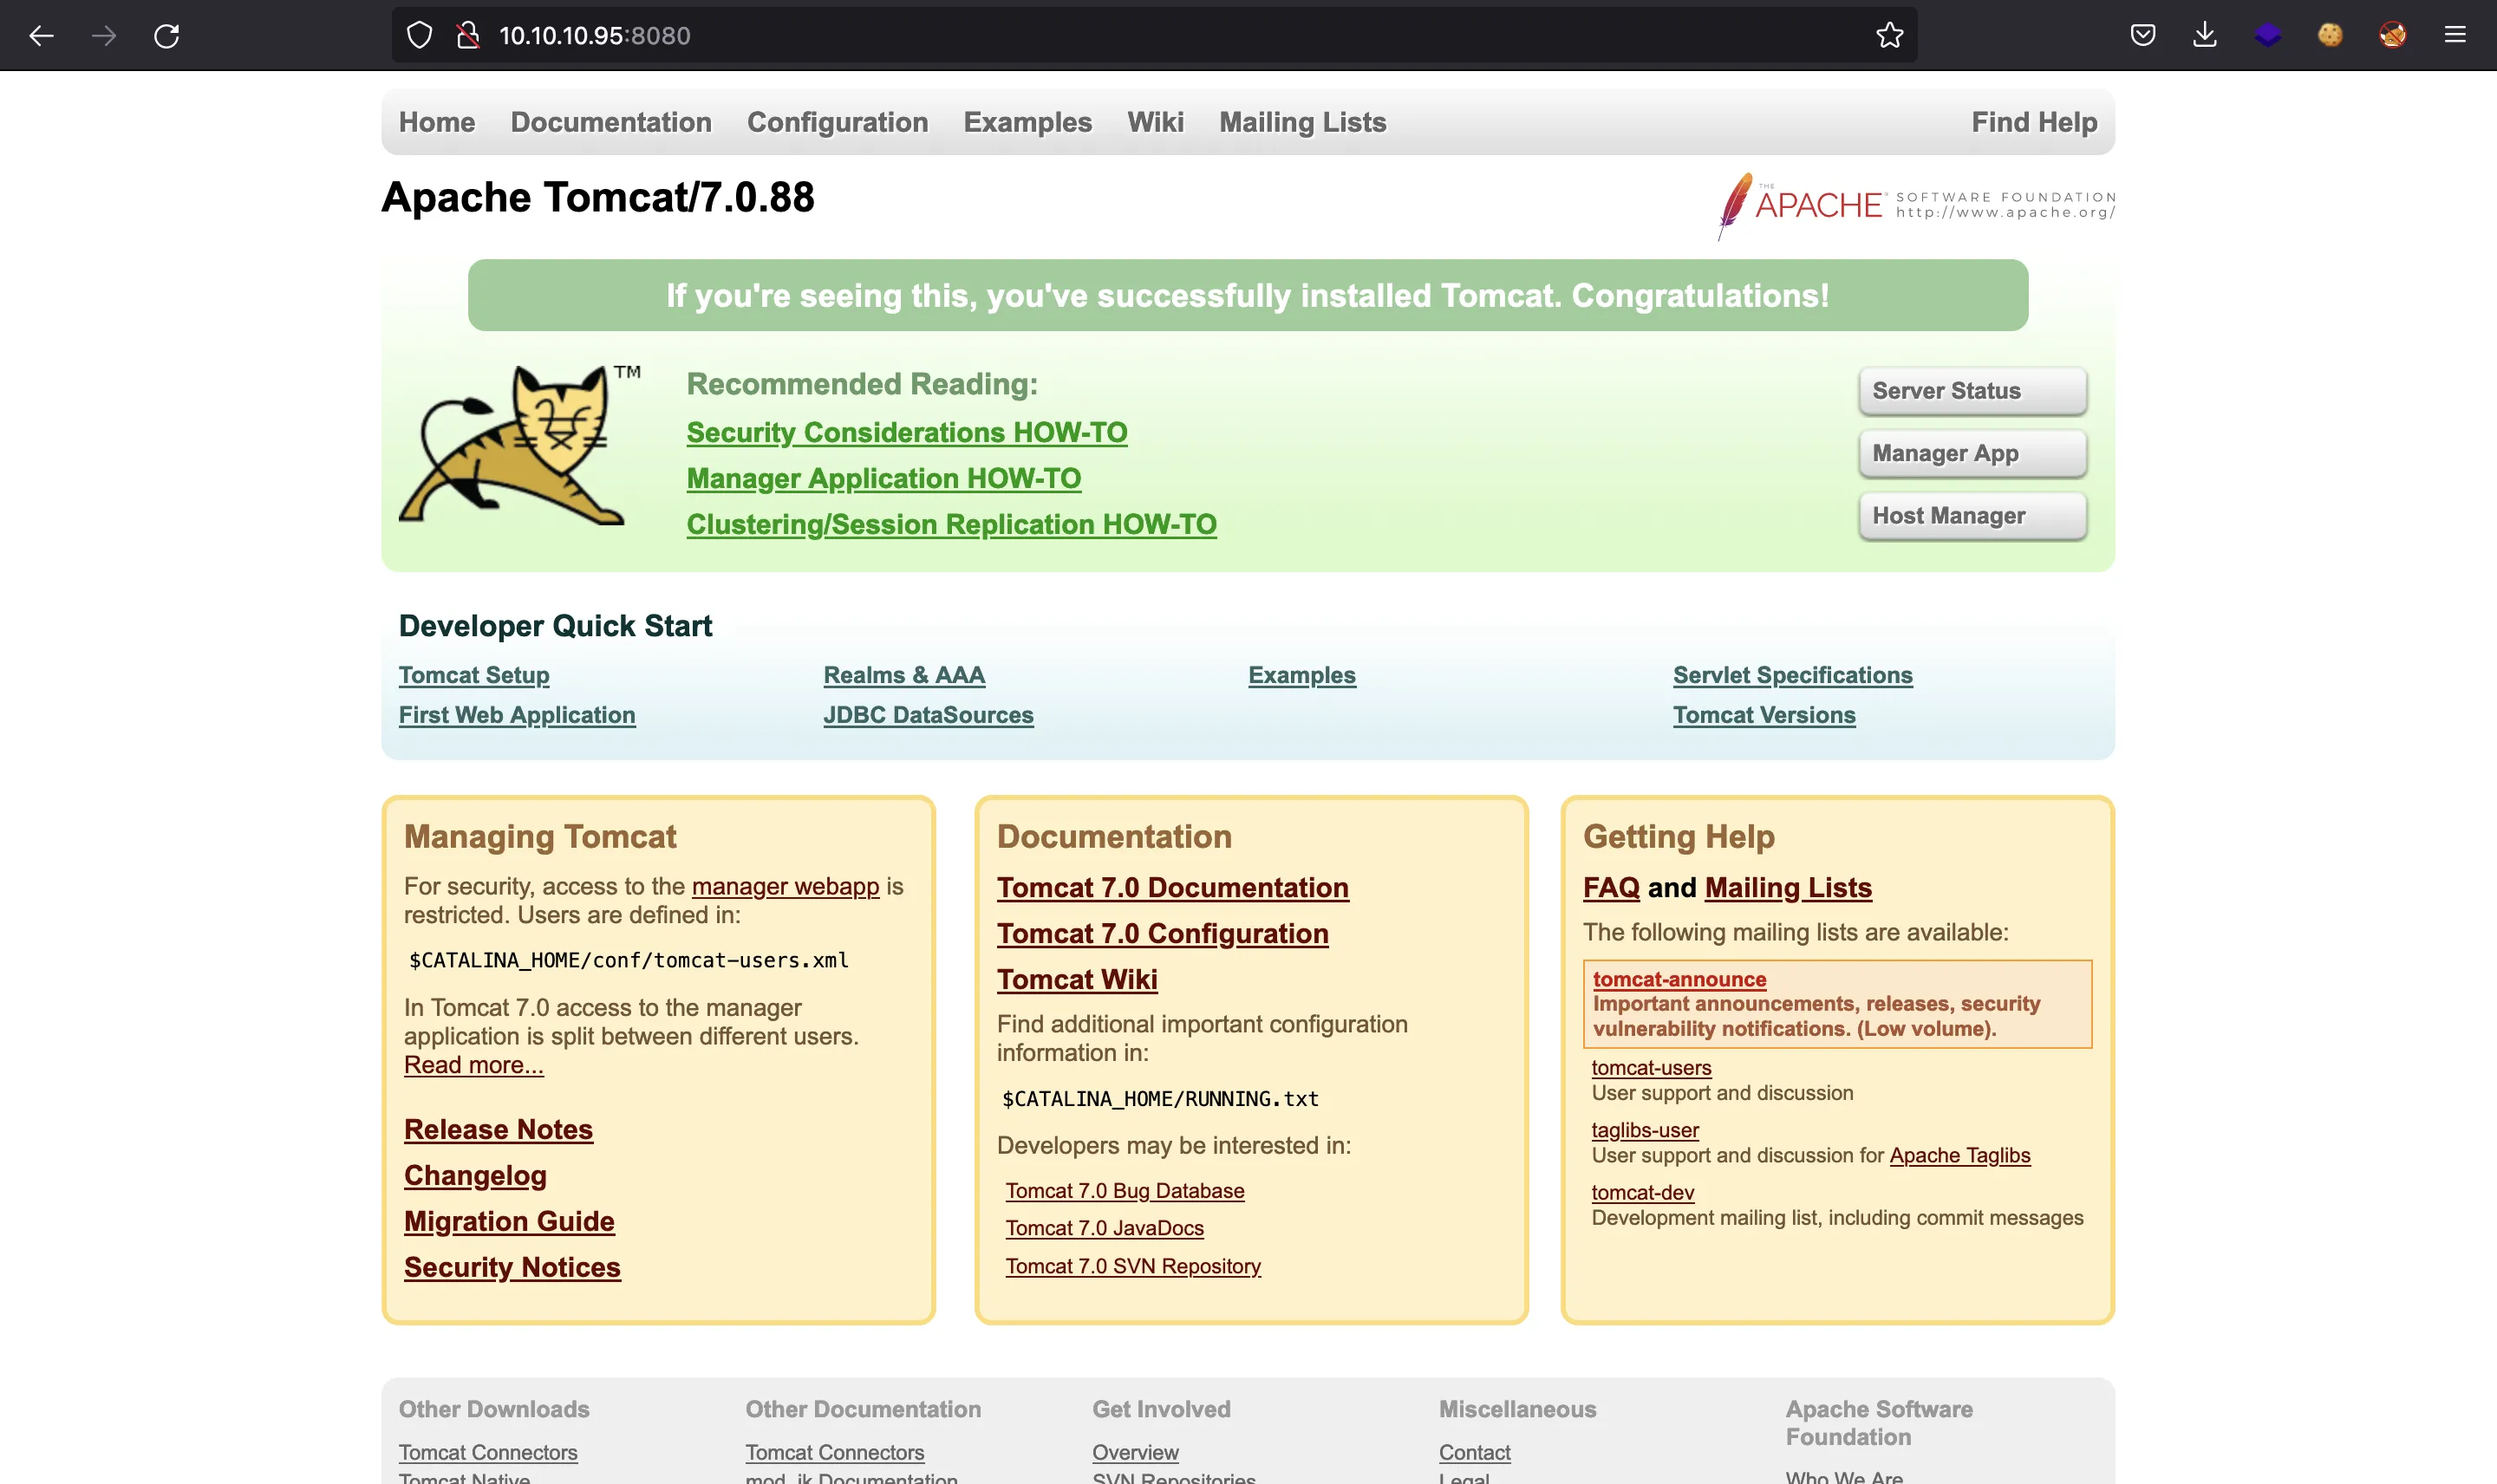 10.10.10.95:8080
Home Documentation Configuration Examples Wiki Mailing Lists Find Help
Apache Tomcat/7.0.88
THE APACHE® SOFTWARE FOUNDATION
http://www.apache.org/
If you're seeing this, you've successfully installed Tomcat. Congratulations!
TM
Recommended Reading:
Security Considerations HOW-TO
Manager Application HOW-TO
Clustering/Session Replication HOW-TO
Server Status
Manager App
Host Manager
Developer Quick Start
Tomcat Setup
First Web Application
Realms & AAA
JDBC DataSources
Examples
Servlet Specifications
Tomcat Versions
Managing Tomcat
For security, access to the manager webapp is
restricted. Users are defined in:
$CATALINA_HOME/conf/tomcat-users.xml
In Tomcat 7.0 access to the manager
application is split between different users.
Read more...
Release Notes
Changelog
Migration Guide
Security Notices
Documentation
Tomcat 7.0 Documentation
Tomcat 7.0 Configuration
Tomcat Wiki
Find additional important configuration
information in:
$CATALINA_HOME/RUNNING.txt
Developers may be interested in:
Tomcat 7.0 Bug Database
Tomcat 7.0 JavaDocs
Tomcat 7.0 SVN Repository
Getting Help
FAQ and Mailing Lists
The following mailing lists are available:
tomcat-announce
Important announcements, releases, security
vulnerability notifications. (Low volume).
tomcat-users
User support and discussion
taglibs-user
User support and discussion for Apache Taglibs
tomcat-dev
Development mailing list, including commit messages
Other Downloads
Tomcat Connectors
Tomcat Native
Other Documentation
Tomcat Connectors
mod_jk Documentation
Get Involved
Overview
SVN Repositories
Miscellaneous
Contact
Legal
Apache Software
Foundation
Who We Are